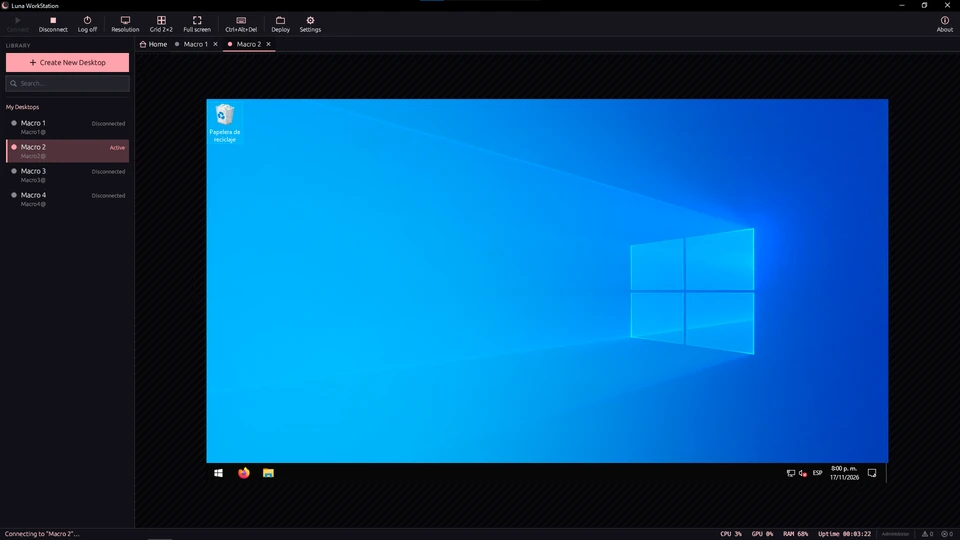 Luna WorkStation
Connect
Disconnect
Log off
Resolution
Grid 2×2
Full screen
Ctrl+Alt+Del
Deploy
Settings
About
LIBRARY
+ Create New Desktop
Search...
My Desktops
Macro 1
Disconnected
Macro1@
Macro 2
Active
Macro2@
Macro 3
Disconnected
Macro3@
Macro 4
Disconnected
Macro4@
Home
Macro 1
Macro 2
Papelera de
reciclaje
ESP
8:00 p. m.
17/11/2026
Connecting to "Macro 2"...
CPU 3%
GPU 0%
RAM 68%
Uptime 00:03:22
Administrator
0
0